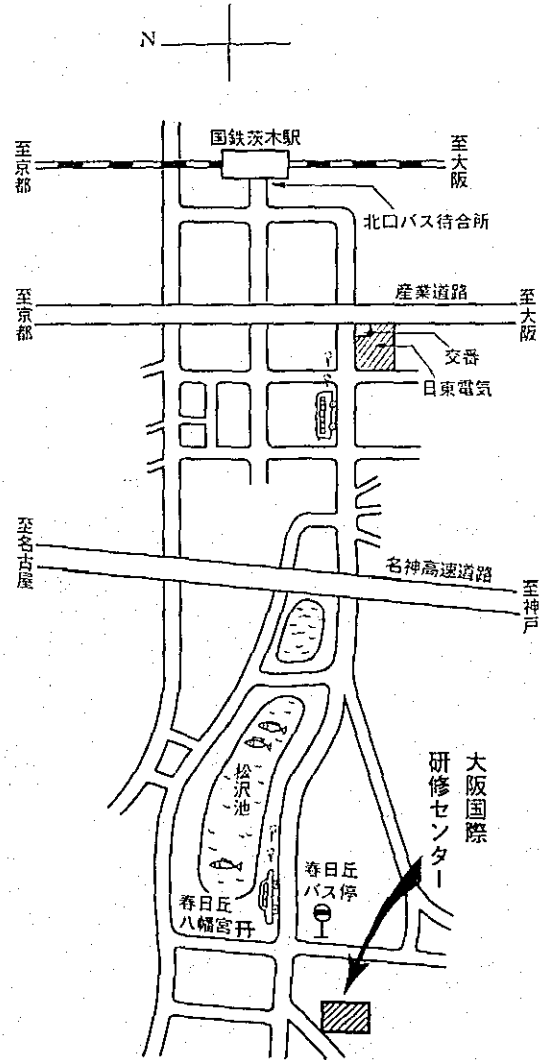 N
国鉄茨木駅
至京都
至大阪
北口バス待合所
産業道路
至京都
至大阪
交番
日東電気
至名古屋
名神高速道路
至神戸
大阪国際
研修センター
松沢池
春日丘
バス停
春日丘
八幡宮